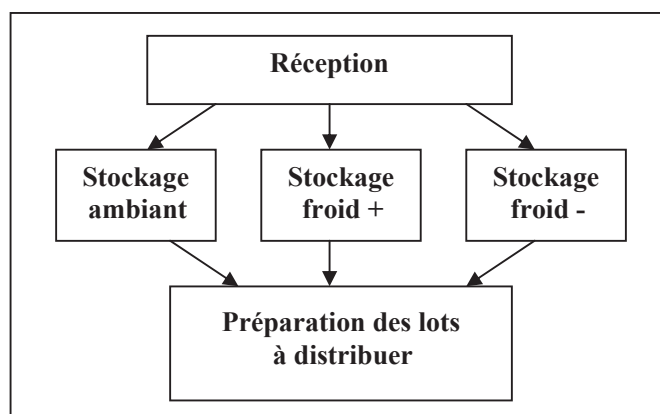 Réception
Stockage
ambiant
Stockage
froid +
Stockage
froid -
Préparation des lots
à distribuer